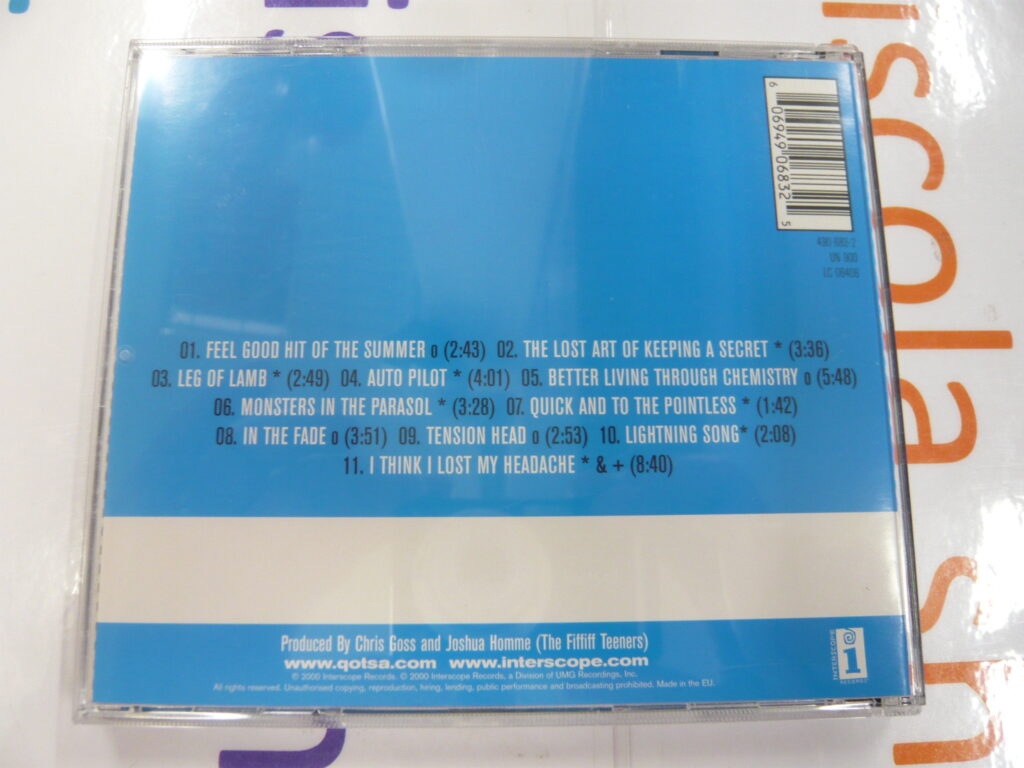 6 06949 06832 5
490 683-2
UN 900
LC 06406
01. FEEL GOOD HIT OF THE SUMMER o (2:43) 02. THE LOST ART OF KEEPING A SECRET * (3:36)
03. LEG OF LAMB * (2:49) 04. AUTO PILOT * (4:01) 05. BETTER LIVING THROUGH CHEMISTRY o (5:48)
06. MONSTERS IN THE PARASOL * (3:28) 07. QUICK AND TO THE POINTLESS * (1:42)
08. IN THE FADE o (3:51) 09. TENSION HEAD o (2:53) 10. LIGHTNING SONG* (2:08)
11. I THINK I LOST MY HEADACHE * & + (8:40)
Produced By Chris Goss and Joshua Homme (The Fiffiff Teeners)
www.qotsa.com www.interscope.com
© 2000 Interscope Records. © 2000 Interscope Records, a Division of UMG Recordings, Inc.
All rights reserved. Unauthorised copying, reproduction, hiring, lending, public performance and broadcasting prohibited. Made in the EU.
INTERSCOPE
RECORDS